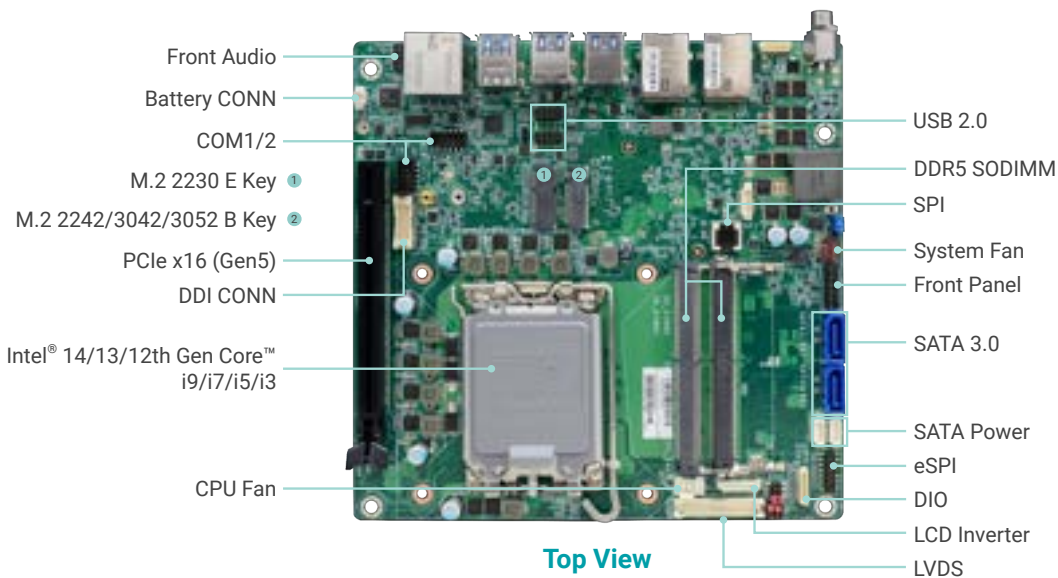 Front Audio
Battery CONN
COM1/2
M.2 2230 E Key 1
M.2 2242/3042/3052 B Key 2
PCIe x16 (Gen5)
DDI CONN
Intel® 14/13/12th Gen Core™
i9/i7/i5/i3
CPU Fan
1
2
USB 2.0
DDR5 SODIMM
SPI
System Fan
Front Panel
SATA 3.0
SATA Power
eSPI
DIO
LCD Inverter
LVDS
Top View